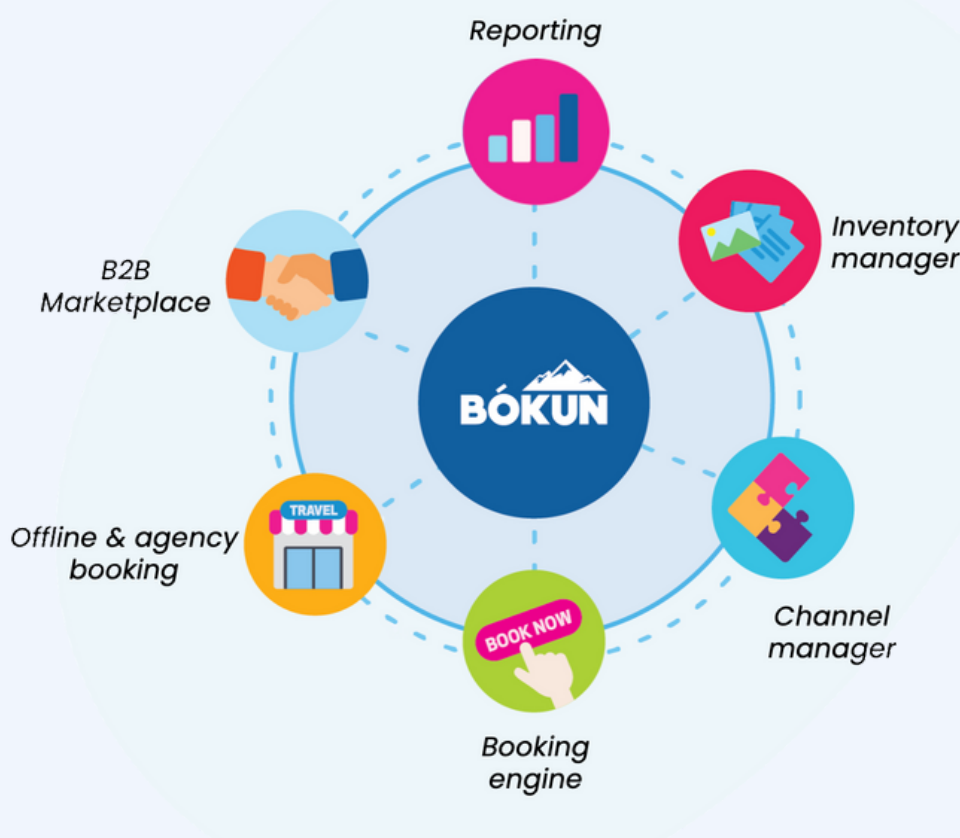 Reporting
Inventory
manager
B2B
Marketplace
BÓKUN
TRAVEL
Offline & agency
booking
BOOK NOW
Channel
manager
Booking
engine